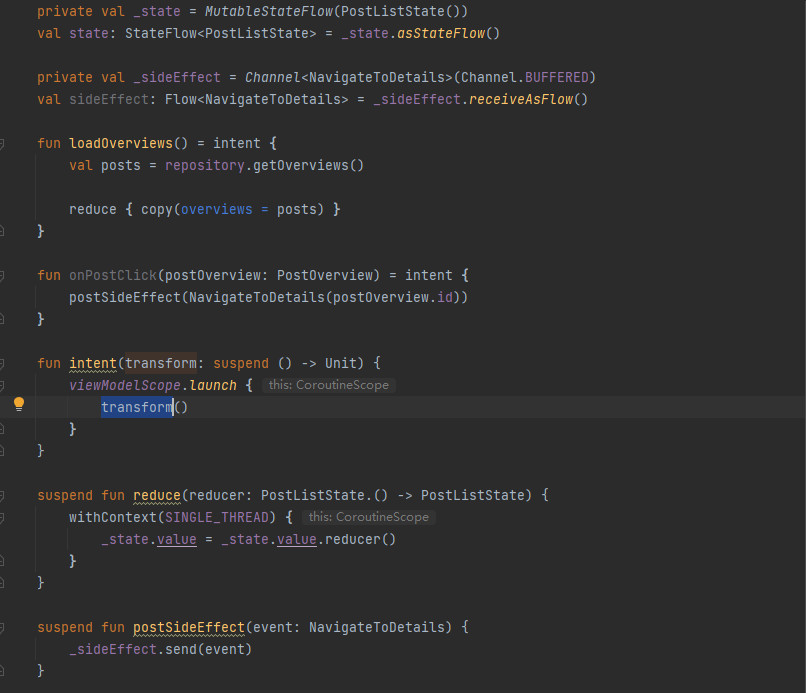 private val _state = MutableStateFlow(PostListState())
val state: StateFlow<PostListState> = _state.asStateFlow()
private val _sideEffect = Channel<NavigateToDetails>(Channel.BUFFERED)
val sideEffect: Flow<NavigateToDetails> = _sideEffect.receiveAsFlow()
fun loadOverviews() = intent {
val posts = repository.getOverviews()
reduce { copy(overviews = posts) }
}
fun onPostClick(postOverview: PostOverview) = intent {
postSideEffect(NavigateToDetails(postOverview.id))
}
fun intent(transform: suspend () -> Unit) {
viewModelScope.launch { this: CoroutineScope
transform()
}
}
suspend fun reduce(reducer: PostListState.() -> PostListState) {
withContext(SINGLE_THREAD) { this: CoroutineScope
_state.value = _state.value.reducer()
}
}
suspend fun postSideEffect(event: NavigateToDetails) {
_sideEffect.send(event)
}